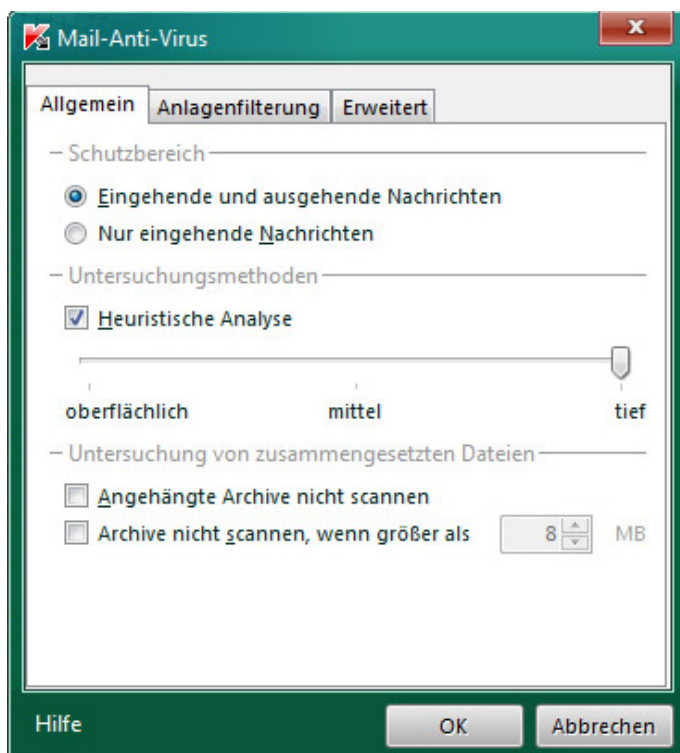 Mail-Anti-Virus
Allgemein Anlagenfilterung Erweitert
Schutzbereich
Eingehende und ausgehende Nachrichten
Nur eingehende Nachrichten
Untersuchungsmethoden
Heuristische Analyse
oberflächlich mittel tief
Untersuchung von zusammengesetzten Dateien
Angehängte Archive nicht scannen
Archive nicht scannen, wenn größer als 8 MB
Hilfe OK Abbrechen